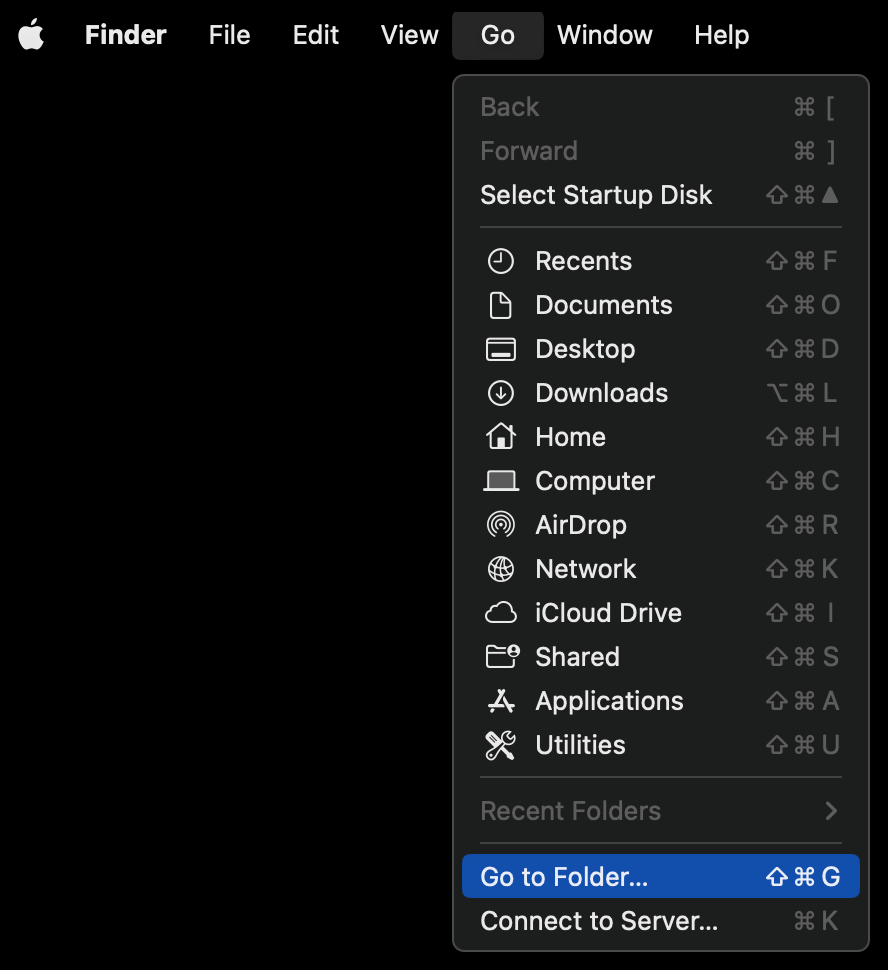 Finder File Edit View Go Window Help
Back ⌘ [
Forward ⌘ ]
Select Startup Disk ⇧ ⌘ ▲
Recents ⇧ ⌘ F
Documents ⇧ ⌘ O
Desktop ⇧ ⌘ D
Downloads ⌥ ⌘ L
Home ⇧ ⌘ H
Computer ⇧ ⌘ C
AirDrop ⇧ ⌘ R
Network ⇧ ⌘ K
iCloud Drive ⇧ ⌘ I
Shared ⇧ ⌘ S
Applications ⇧ ⌘ A
Utilities ⇧ ⌘ U
Recent Folders >
Go to Folder... ⇧ ⌘ G
Connect to Server... ⌘ K